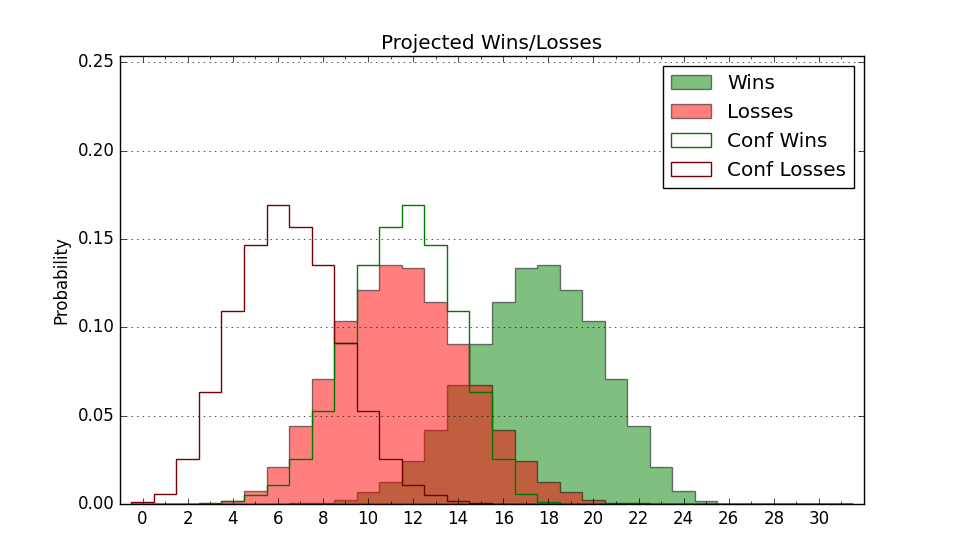 Projected Wins/Losses
0.25
0.20
0.15
0.10
0.05
0.00
Probability
Wins
Losses
Conf Wins
Conf Losses
0 2 4 6 8 10 12 14 16 18 20 22 24 26 28 30